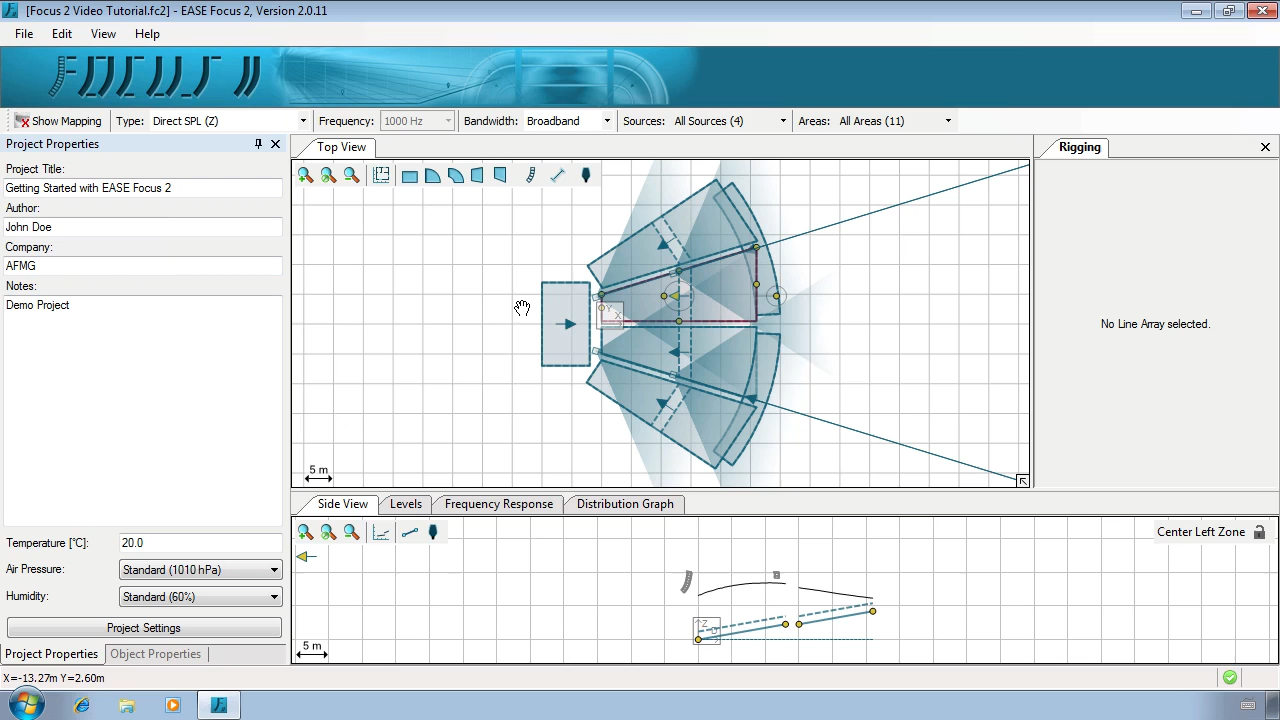 [Focus 2 Video Tutorial.fc2] - EASE Focus 2, Version 2.0.11
File Edit View Help
FOCUS II
Show Mapping Type: Direct SPL (Z) Frequency: 1000 Hz Bandwidth: Broadband Sources: All Sources (4) Areas: All Areas (11)
Project Properties
Project Title:
Getting Started with EASE Focus 2
Author:
John Doe
Company:
AFMG
Notes:
Demo Project
Temperature [°C]: 20.0
Air Pressure: Standard (1010 hPa)
Humidity: Standard (60%)
Project Settings
Project Properties Object Properties
Top View
Y
X
5 m
Rigging
No Line Array selected.
Side View Levels Frequency Response Distribution Graph
Center Left Zone
Z
5 m
X=-13.27m Y=2.60m